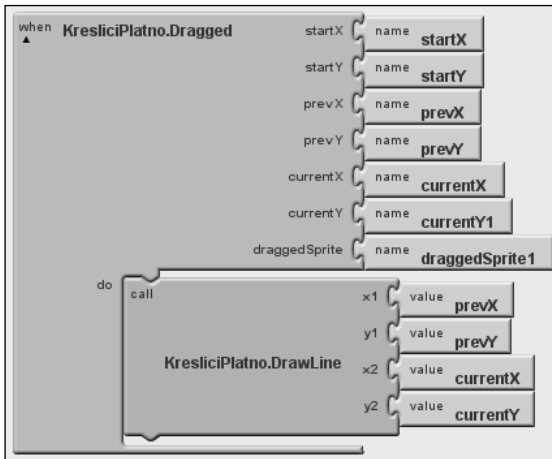 when KresliciPlatno.Dragged startX name startX
startY name startY
prevX name prevX
prevY name prevY
currentX name currentX
currentY name currentY1
draggedSprite name draggedSprite1
do call x1 value prevX
y1 value prevY
KresliciPlatno.DrawLine x2 value currentX
y2 value currentY